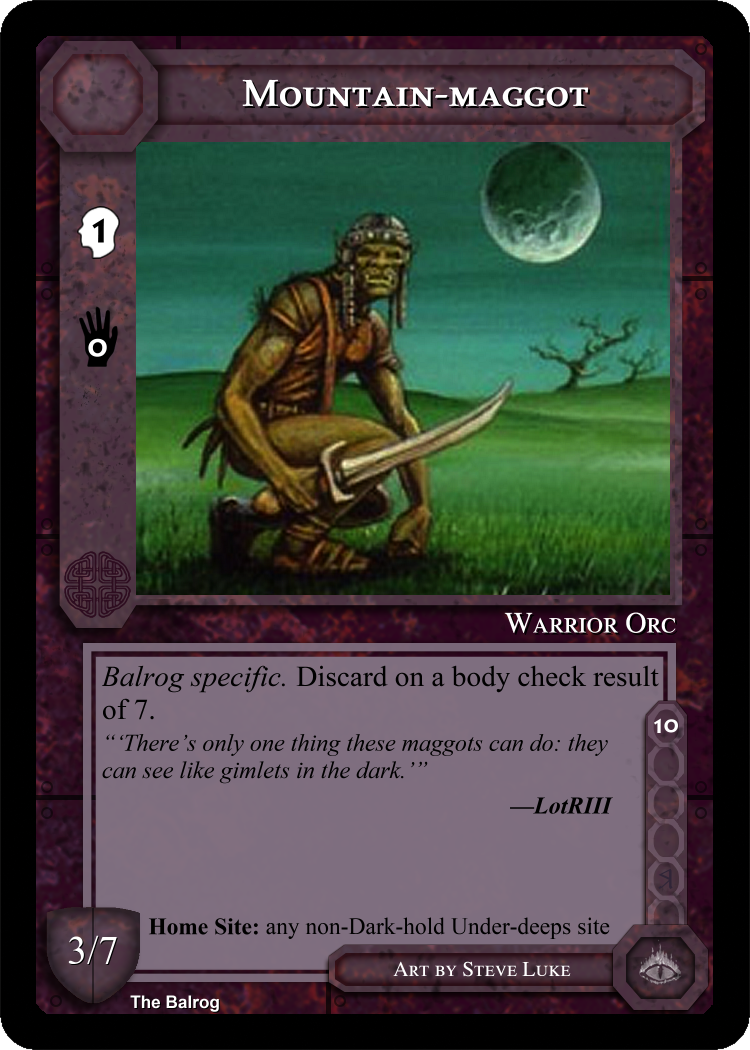 Mountain-maggot
1
0
Warrior Orc
Balrog specific. Discard on a body check result
of 7.
“‘There’s only one thing these maggots can do: they
can see like gimlets in the dark.’”
—LotRIII
10
Home Site: any non-Dark-hold Under-deeps site
3/7
Art by Steve Luke
The Balrog